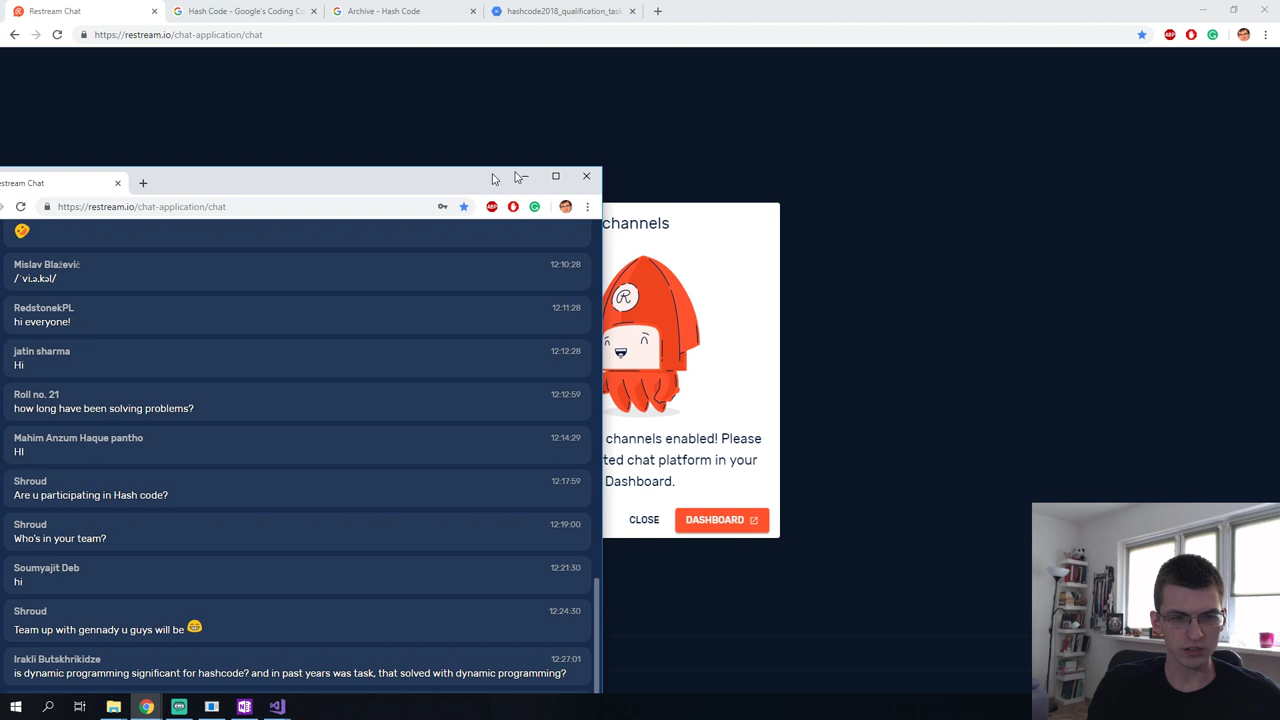 Restream Chat
Hash Code - Google's Coding Co
Archive - Hash Code
hashcode2018_qualification_task
https://restream.io/chat-application/chat
ABP
estream Chat
https://restream.io/chat-application/chat
ABP
Mislav Blažević
12:10:28
/ˈvi.ə.kəl/
RedstonekPL
12:11:28
hi everyone!
jatin sharma
12:12:28
Hi
Roll no. 21
12:12:59
how long have been solving problems?
Mahim Anzum Haque pantho
12:14:29
HI
Shroud
12:17:59
Are u participating in Hash code?
Shroud
12:19:00
Who's in your team?
Soumyajit Deb
12:21:30
hi
Shroud
12:24:30
Team up with gennady u guys will be
Irakli Butskhrikidze
12:27:01
is dynamic programming significant for hashcode? and in past years was task, that solved with dynamic programming?
channels
R
channels enabled! Please
ted chat platform in your
Dashboard.
CLOSE
DASHBOARD